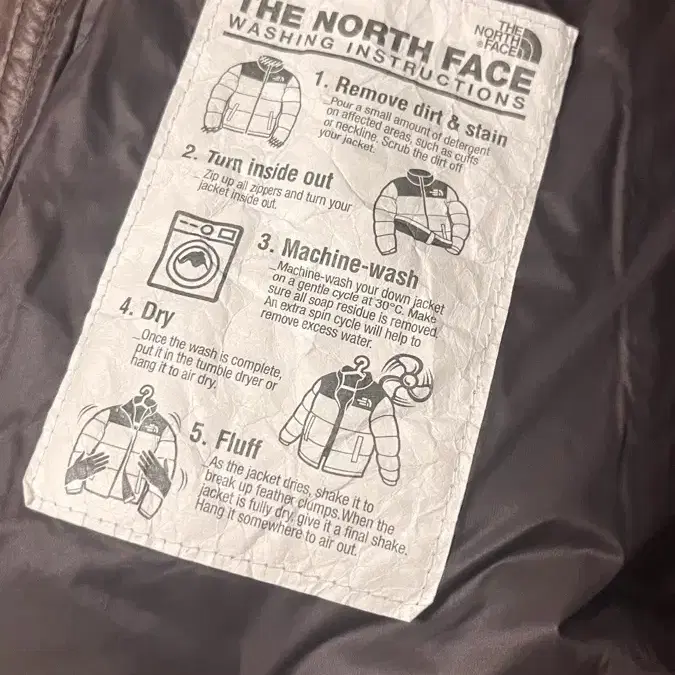 THE NORTH FACE
WASHING INSTRUCTIONS
THE
NORTH
FACE
1. Remove dirt & stain
_Pour a small amount of detergent
on affected areas, such as cuffs
or neckline. Scrub the dirt off
your jacket.
2. Turn inside out
_Zip up all zippers and turn your
jacket inside out.
3. Machine-wash
_Machine-wash your down jacket
on a gentle cycle at 30°C. Make
sure all soap residue is removed.
An extra spin cycle will help to
remove excess water.
4. Dry
_Once the wash is complete,
put it in the tumble dryer or
hang it to air dry.
5. Fluff
_As the jacket dries, shake it to
break up feather clumps. When the
jacket is fully dry, give it a final shake.
Hang it somewhere to air out.